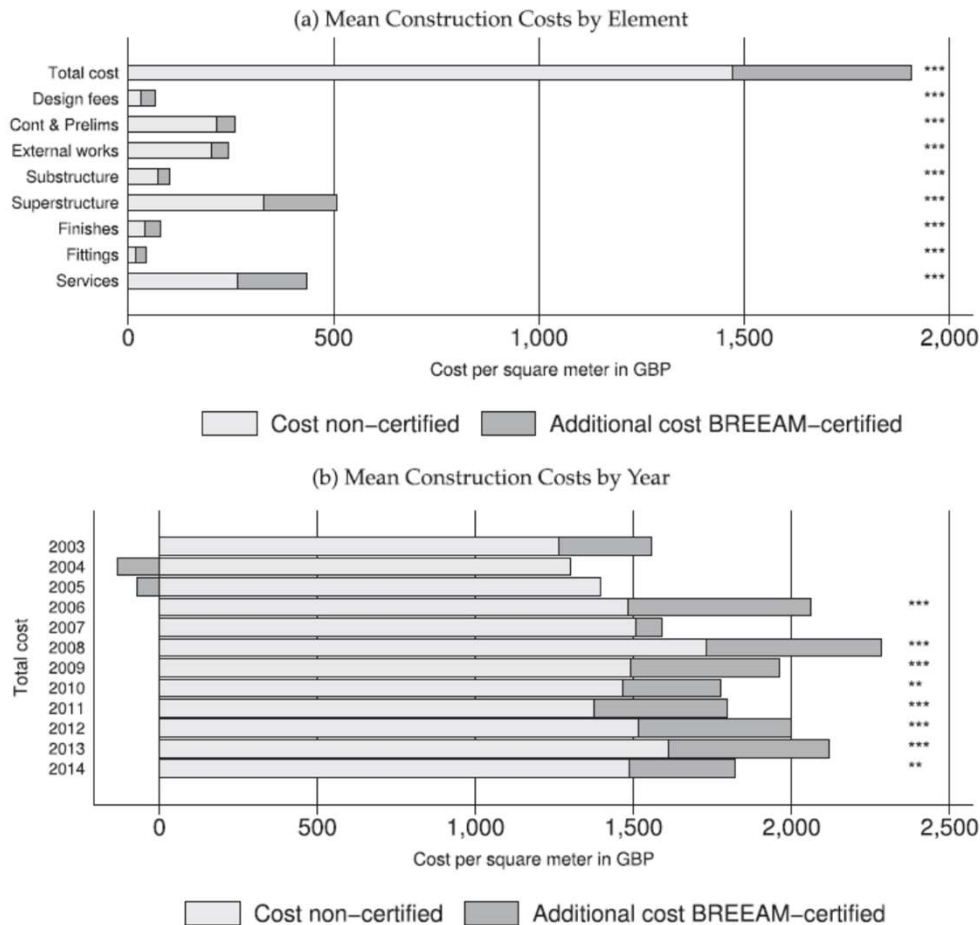 (a) Mean Construction Costs by Element
Total cost ***
Design fees ***
Cont & Prelims ***
External works ***
Substructure ***
Superstructure ***
Finishes ***
Fittings ***
Services ***
0 500 1,000 1,500 2,000
Cost per square meter in GBP
Cost non−certified Additional cost BREEAM−certified
(b) Mean Construction Costs by Year
Total cost
2003
2004
2005
2006 ***
2007
2008 ***
2009 ***
2010 **
2011 ***
2012 ***
2013 ***
2014 **
0 500 1,000 1,500 2,000 2,500
Cost per square meter in GBP
Cost non−certified Additional cost BREEAM−certified